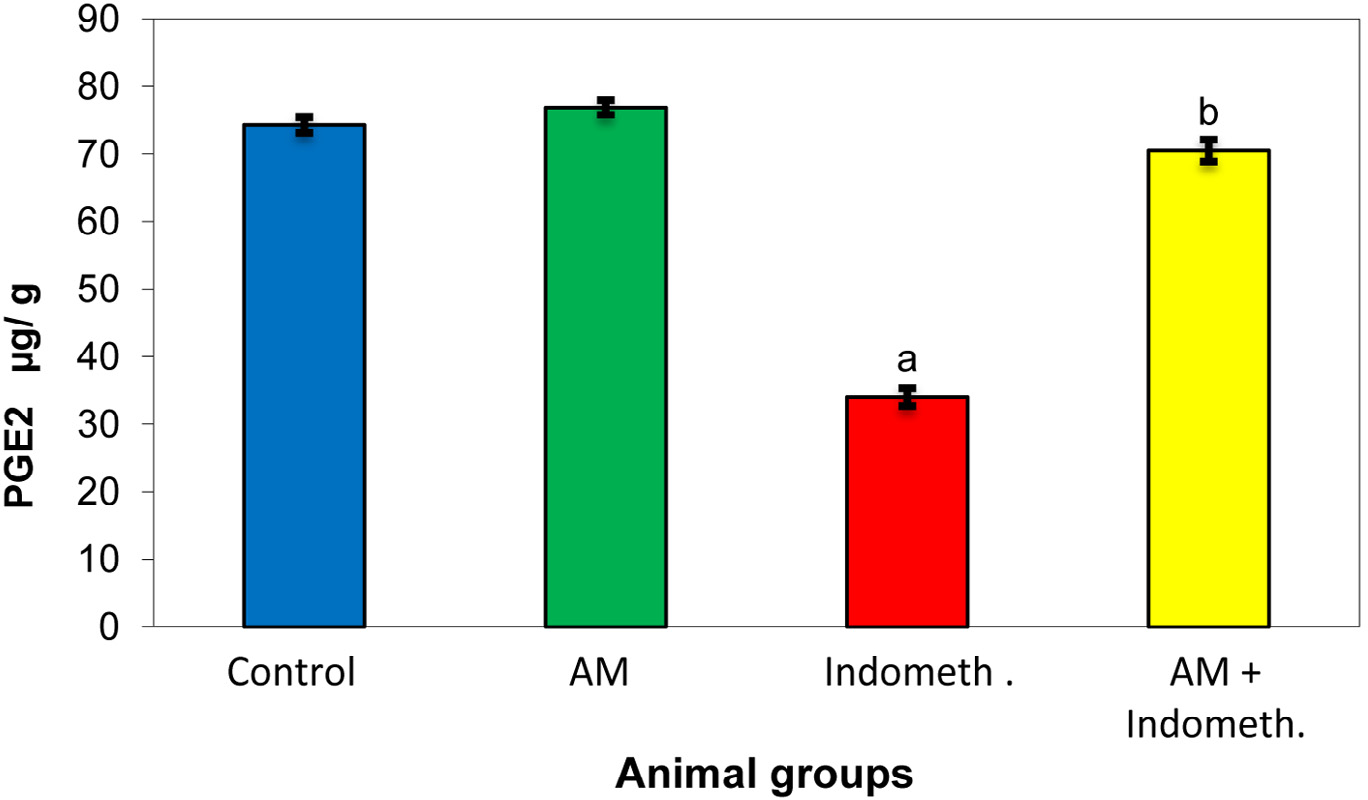 90
80
70
60
50
40
30
20
10
0
PGE2 µg/ g
a
b
Control
AM
Indometh .
AM +
Indometh.
Animal groups